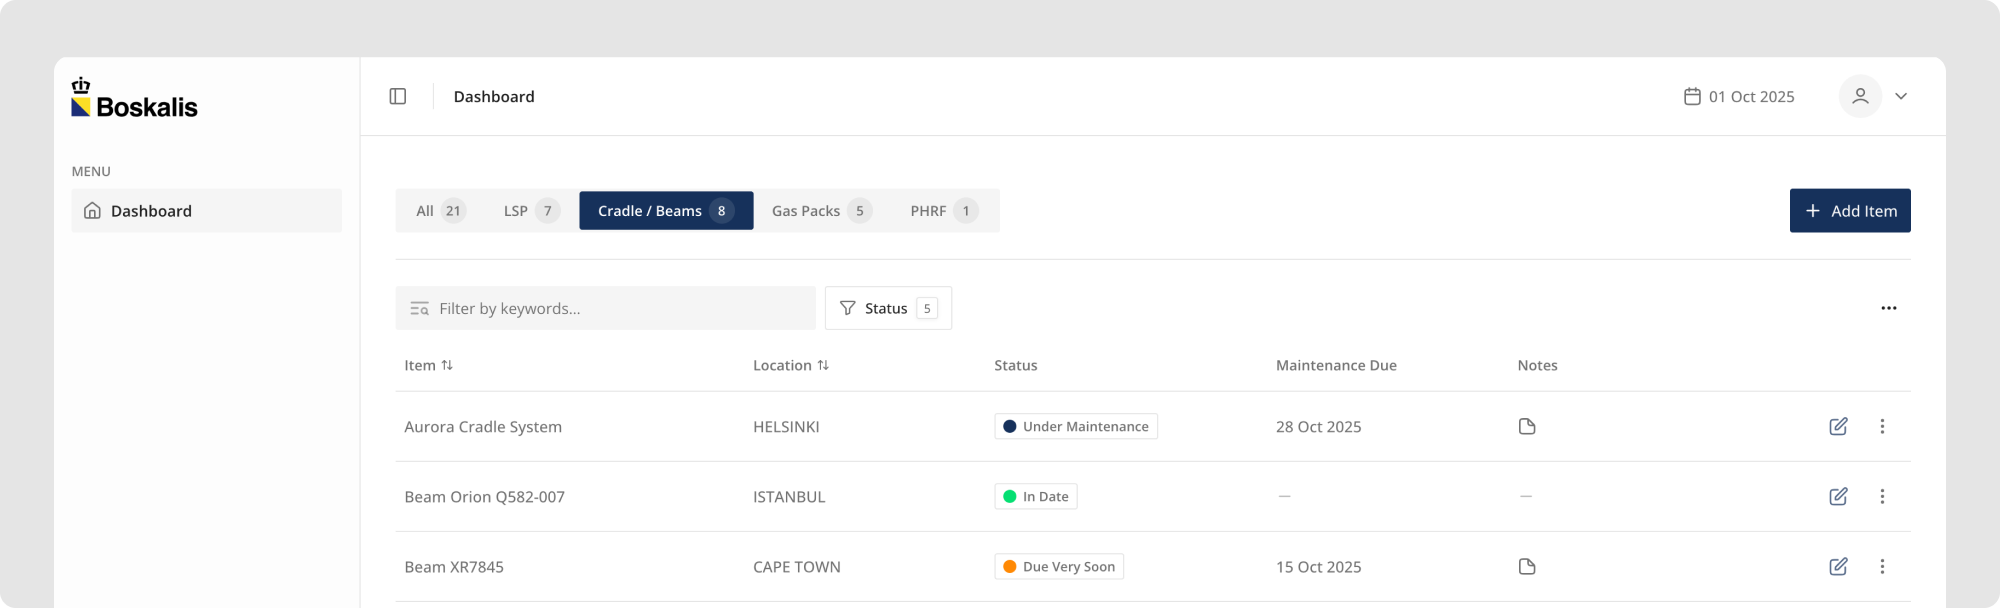 Boskalis
Dashboard
01 Oct 2025
MENU
Dashboard
All 21 LSP 7 Cradle / Beams 8 Gas Packs 5 PHRF 1
+ Add Item
Filter by keywords...
Status 5
Item Location Status Maintenance Due Notes
Aurora Cradle System HELSINKI Under Maintenance 28 Oct 2025
Beam Orion Q582-007 ISTANBUL In Date — —
Beam XR7845 CAPE TOWN Due Very Soon 15 Oct 2025